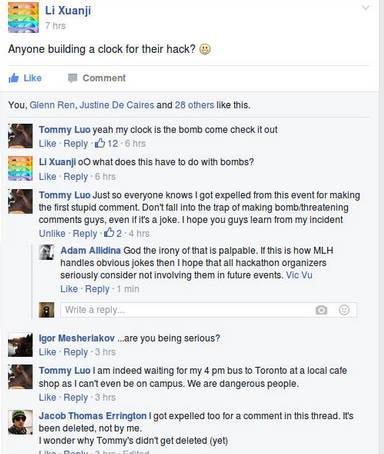 Li Xuanji
7 hrs
Anyone building a clock for their hack?
Like Comment
You, Glenn Ren, Justine De Caires and 28 others like this.
Tommy Luo yeah my clock is the bomb come check it out
Like · Reply · 12 · 6 hrs
Li Xuanji oO what does this have to do with bombs?
Like · Reply · 6 hrs
Tommy Luo Just so everyone knows I got expelled from this event for making
the first stupid comment. Don't fall into the trap of making bomb/threatening
comments guys, even if it's a joke. I hope you guys learn from my incident
Unlike · Reply · 2 · 4 hrs
Adam Allidina God the irony of that is palpable. If this is how MLH
handles obvious jokes then I hope that all hackathon organizers
seriously consider not involving them in future events. Vic Vu
Like · Reply · 1 min
Write a reply...
Igor Mesheriakov ...are you being serious?
Like · Reply · 3 hrs
Tommy Luo I am indeed waiting for my 4 pm bus to Toronto at a local cafe
shop as I can't even be on campus. We are dangerous people.
Like · Reply · 3 hrs
Jacob Thomas Errington I got expelled too for a comment in this thread. It's
been deleted, not by me.
I wonder why Tommy's didn't get deleted (yet)
Like · Reply · 3 hrs · Edited